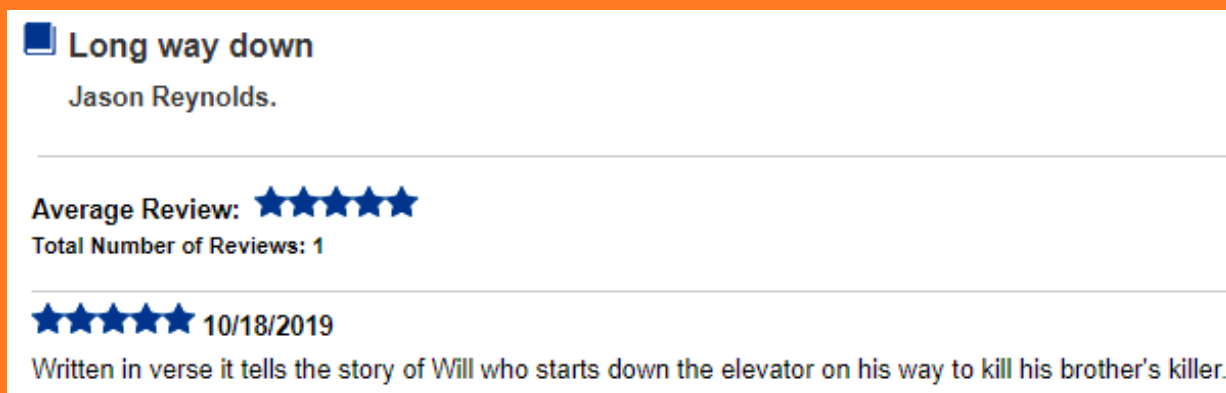 Long way down
Jason Reynolds.
Average Review:
Total Number of Reviews: 1
10/18/2019
Written in verse it tells the story of Will who starts down the elevator on his way to kill his brother's killer.